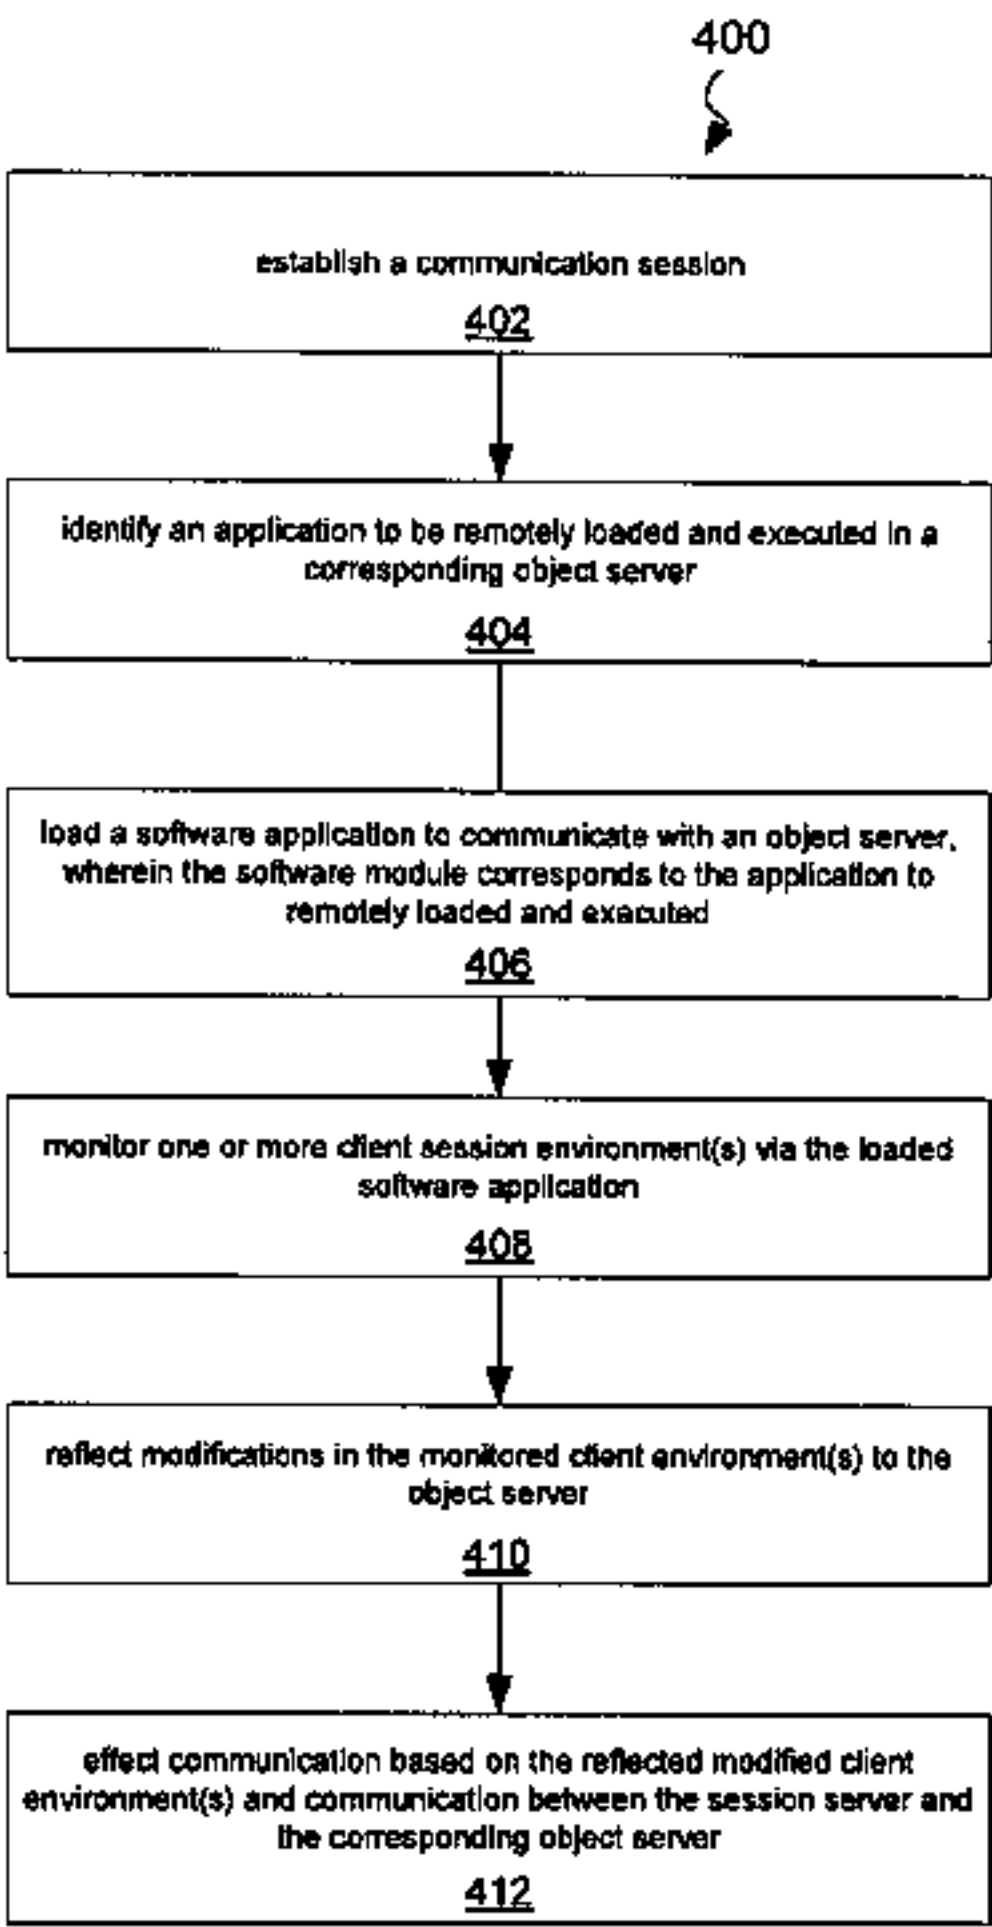 400
establish a communication session
402
identify an application to be remotely loaded and executed in a
corresponding object server
404
load a software application to communicate with an object server,
wherein the software module corresponds to the application to
remotely loaded and executed
406
monitor one or more client session environment(s) via the loaded
software application
408
reflect modifications in the monitored client environment(s) to the
object server
410
effect communication based on the reflected modified client
environment(s) and communication between the session server and
the corresponding object server
412